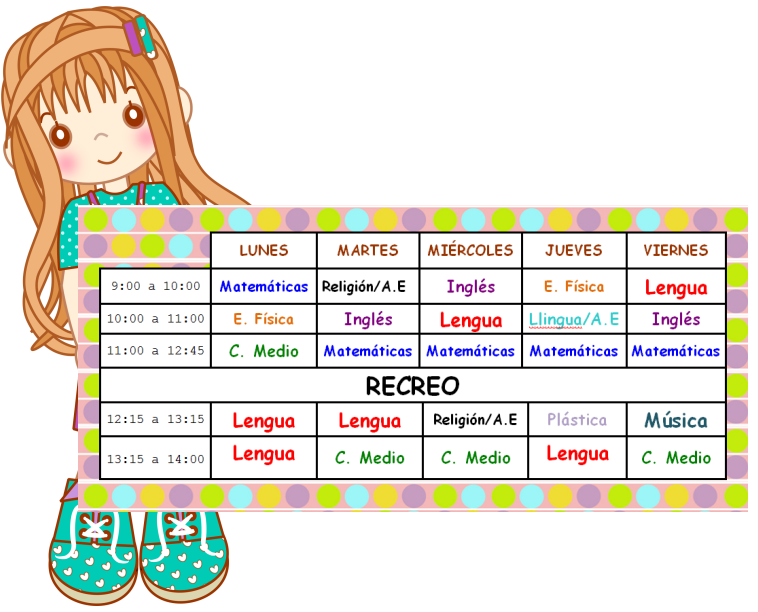 LUNES MARTES MIÉRCOLES JUEVES VIERNES
9:00 a 10:00 Matemáticas Religión/A.E Inglés E. Física Lengua
10:00 a 11:00 E. Física Inglés Lengua Llingua/A.E Inglés
11:00 a 12:45 C. Medio Matemáticas Matemáticas Matemáticas Matemáticas
RECREO
12:15 a 13:15 Lengua Lengua Religión/A.E Plástica Música
13:15 a 14:00 Lengua C. Medio C. Medio Lengua C. Medio